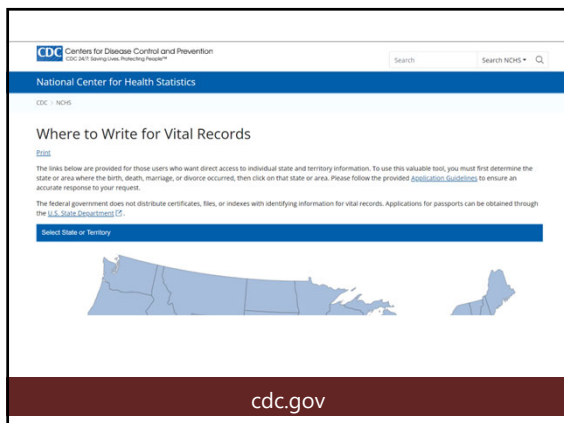 CDC Centers for Disease Control and Prevention
CDC 24/7: Saving Lives, Protecting People™
Search
Search NCHS
National Center for Health Statistics
CDC / NCHS
Where to Write for Vital Records
Print
The links below are provided for those users who want direct access to individual state and territory information. To use this valuable tool, you must first determine the
state or area where the birth, death, marriage, or divorce occurred, then click on that state or area. Please follow the provided Application Guidelines to ensure an
accurate response to your request.
The federal government does not distribute certificates, files, or indexes with identifying information for vital records. Applications for passports can be obtained through
the U.S. State Department.
Select State or Territory
cdc.gov